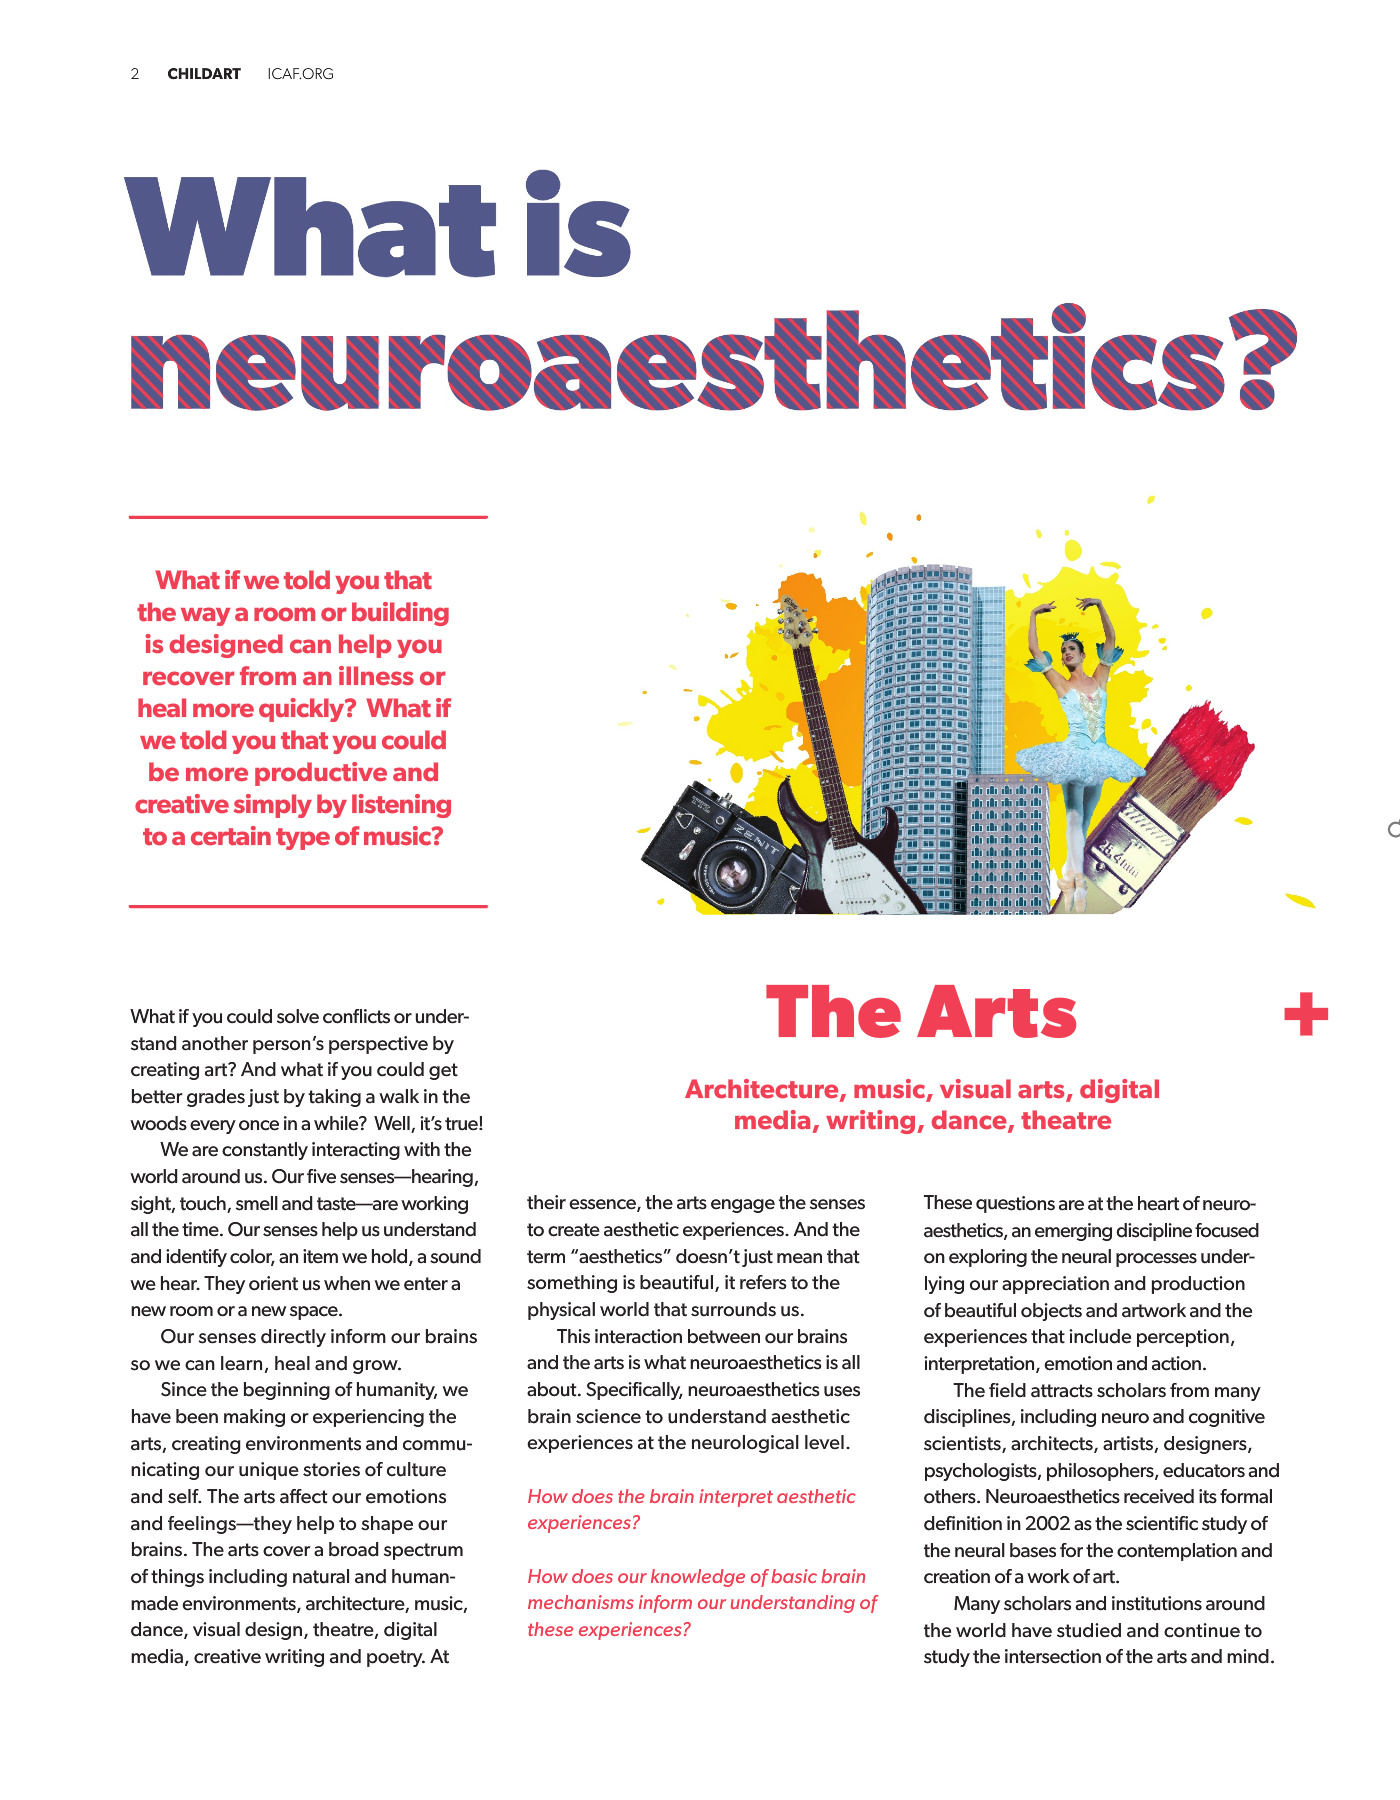 2 CHILDART ICAF.ORG
What is
neuroaesthetics?
What if we told you that
the way a room or building
is designed can help you
recover from an illness or
heal more quickly? What if
we told you that you could
be more productive and
creative simply by listening
to a certain type of music?
ZENIT
26.4mm
The Arts
+
Architecture, music, visual arts, digital
media, writing, dance, theatre
What if you could solve conflicts or under-
stand another person's perspective by
creating art? And what if you could get
better grades just by taking a walk in the
woods every once in a while? Well, it's true!
We are constantly interacting with the
world around us. Our five senses—hearing,
sight, touch, smell and taste—are working
all the time. Our senses help us understand
and identify color, an item we hold, a sound
we hear. They orient us when we enter a
new room or a new space.
Our senses directly inform our brains
so we can learn, heal and grow.
Since the beginning of humanity, we
have been making or experiencing the
arts, creating environments and commu-
nicating our unique stories of culture
and self. The arts affect our emotions
and feelings—they help to shape our
brains. The arts cover a broad spectrum
of things including natural and human-
made environments, architecture, music,
dance, visual design, theatre, digital
media, creative writing and poetry. At
their essence, the arts engage the senses
to create aesthetic experiences. And the
term “aesthetics” doesn't just mean that
something is beautiful, it refers to the
physical world that surrounds us.
This interaction between our brains
and the arts is what neuroaesthetics is all
about. Specifically, neuroaesthetics uses
brain science to understand aesthetic
experiences at the neurological level.
How does the brain interpret aesthetic
experiences?
How does our knowledge of basic brain
mechanisms inform our understanding of
these experiences?
These questions are at the heart of neuro-
aesthetics, an emerging discipline focused
on exploring the neural processes under-
lying our appreciation and production
of beautiful objects and artwork and the
experiences that include perception,
interpretation, emotion and action.
The field attracts scholars from many
disciplines, including neuro and cognitive
scientists, architects, artists, designers,
psychologists, philosophers, educators and
others. Neuroaesthetics received its formal
definition in 2002 as the scientific study of
the neural bases for the contemplation and
creation of a work of art.
Many scholars and institutions around
the world have studied and continue to
study the intersection of the arts and mind.